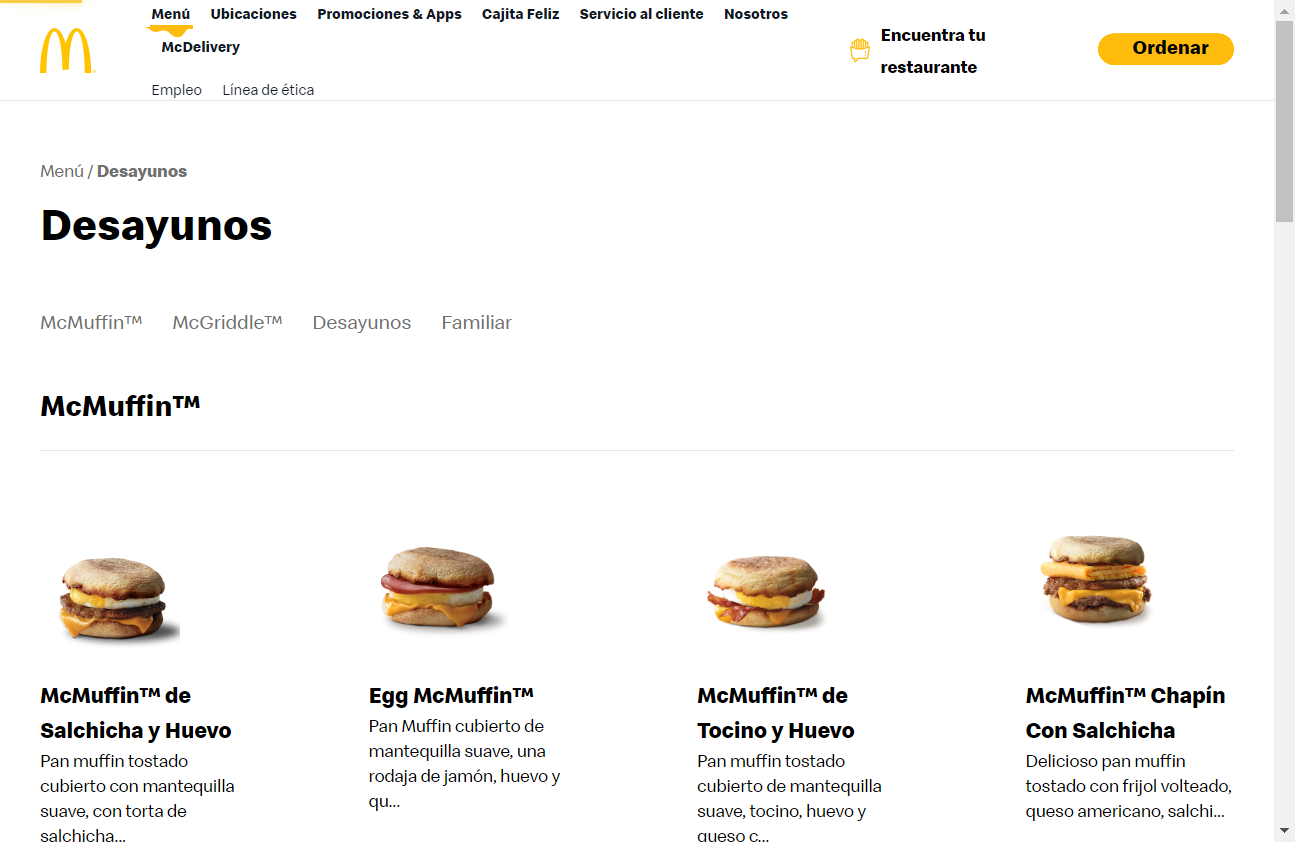 Menú Ubicaciones Promociones & Apps Cajita Feliz Servicio al cliente Nosotros
McDelivery
Empleo Línea de ética
Encuentra tu
restaurante
Ordenar
Menú / Desayunos
Desayunos
McMuffin™ McGriddle™ Desayunos Familiar
McMuffin™
McMuffin™ de
Salchicha y Huevo
Pan muffin tostado
cubierto con mantequilla
suave, con torta de
salchicha...
Egg McMuffin™
Pan Muffin cubierto de
mantequilla suave, una
rodaja de jamón, huevo y
qu...
McMuffin™ de
Tocino y Huevo
Pan muffin tostado
cubierto de mantequilla
suave, tocino, huevo y
queso c...
McMuffin™ Chapín
Con Salchicha
Delicioso pan muffin
tostado con frijol volteado,
queso americano, salchi...